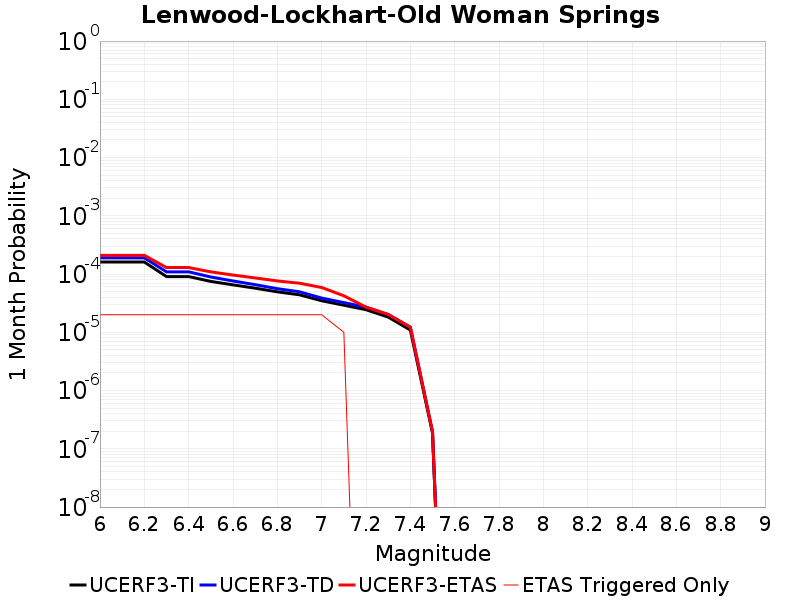 Lenwood-Lockhart-Old Woman Springs
10^0
10^-1
10^-2
10^-3
10^-4
10^-5
10^-6
10^-7
10^-8
1 Month Probability
6 6.2 6.4 6.6 6.8 7 7.2 7.4 7.6 7.8 8 8.2 8.4 8.6 8.8 9
Magnitude
UCERF3-TI UCERF3-TD UCERF3-ETAS ETAS Triggered Only